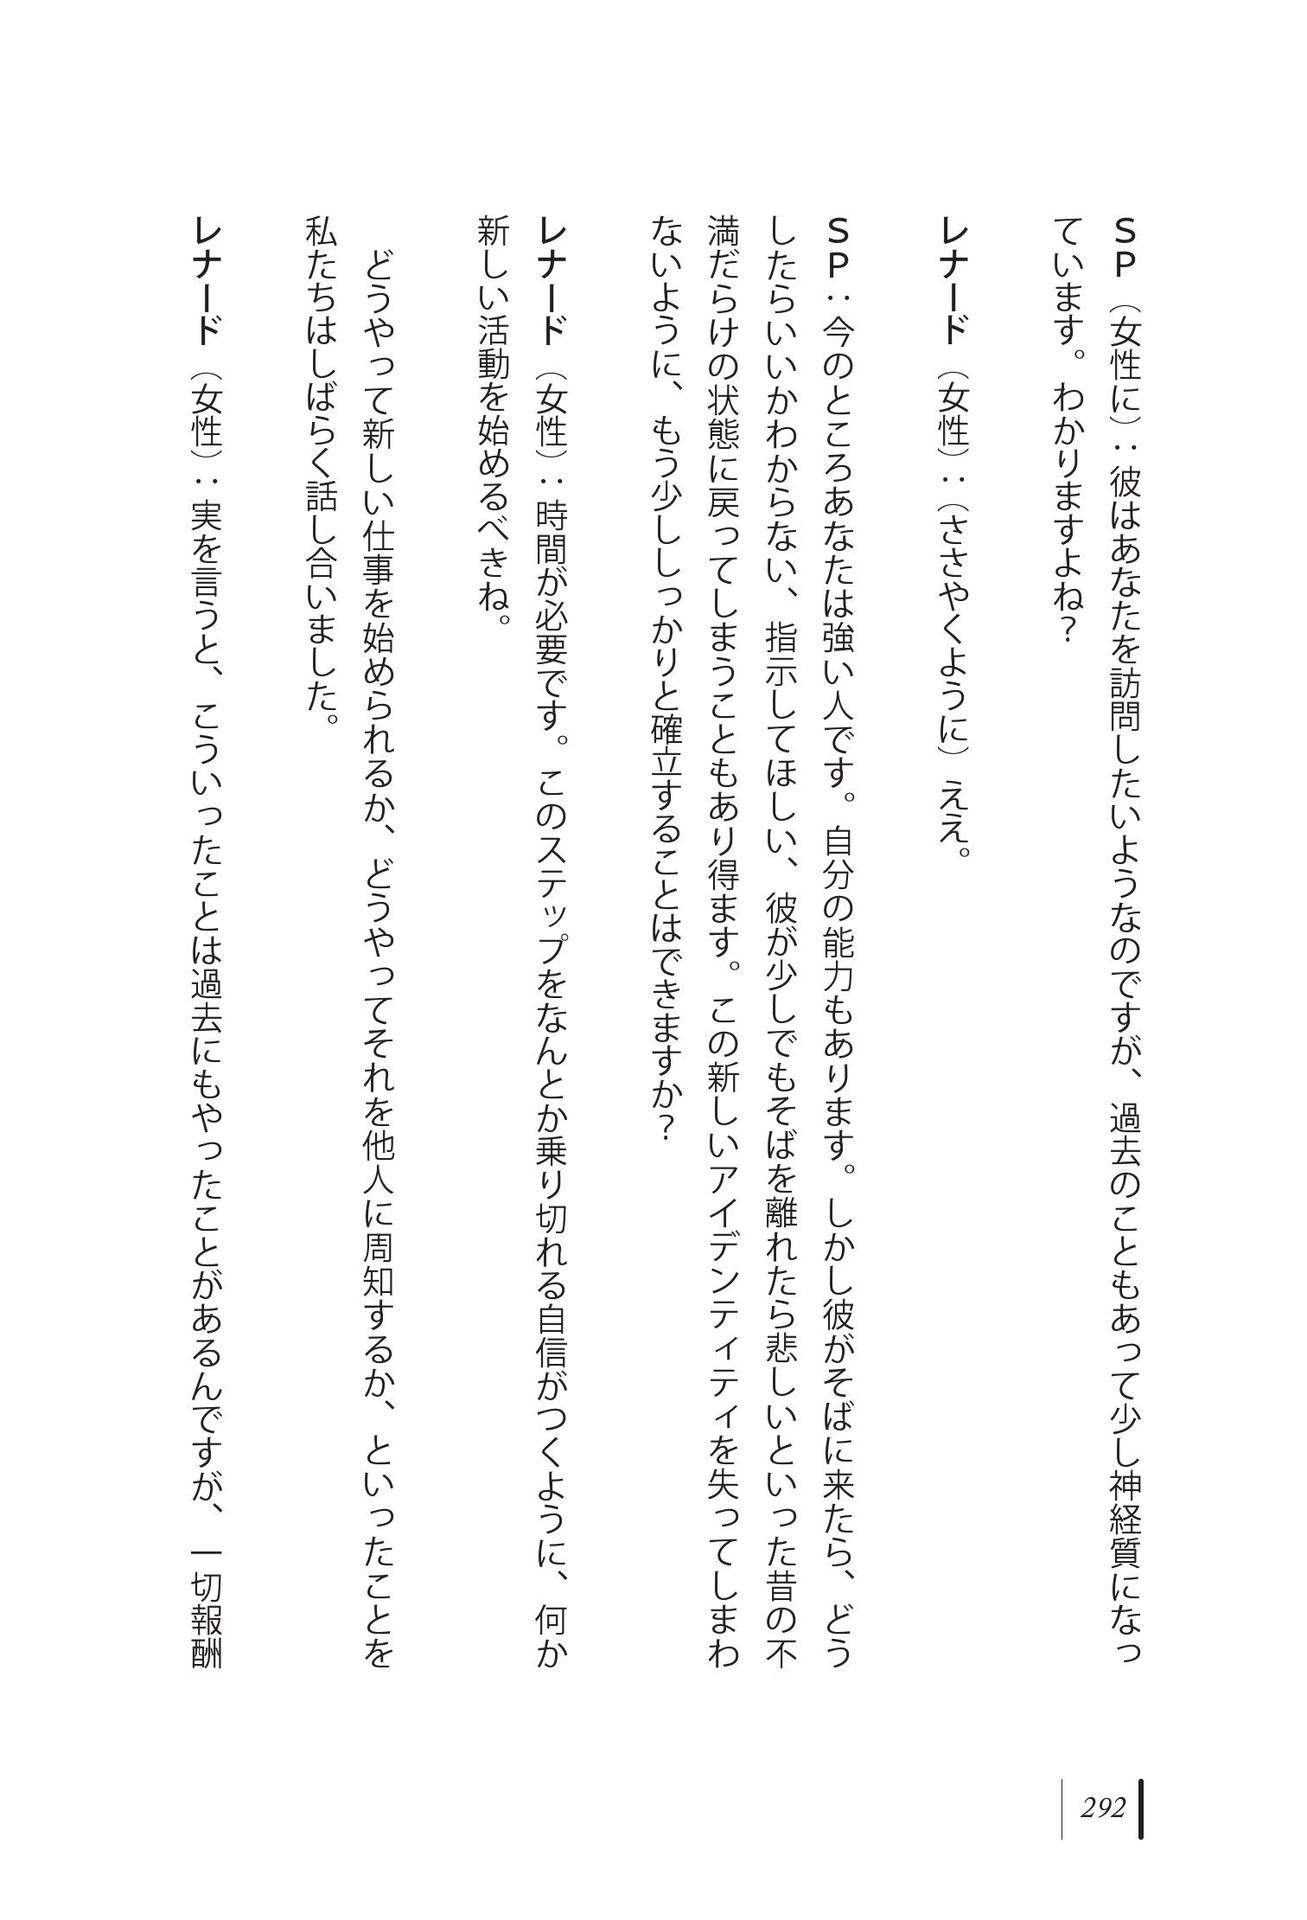 ＳＰ（女性に）：彼はあなたを訪問したいようなのですが、過去のこともあって少し神経質になっ
ています。わかりますよね？
レナード（女性）：（ささやくように）ええ。
ＳＰ：今のところあなたは強い人です。自分の能力もあります。しかし彼がそばに来たら、どう
したらいいかわからない、指示してほしい、彼が少しでもそばを離れたら悲しいといった昔の不
満だらけの状態に戻ってしまうこともあり得ます。この新しいアイデンティティを失ってしまわ
ないように、もう少ししっかりと確立することはできますか？
レナード（女性）：時間が必要です。このステップをなんとか乗り切れる自信がつくように、何か
新しい活動を始めるべきね。
　どうやって新しい仕事を始められるか、どうやってそれを他人に周知するか、といったことを
私たちはしばらく話し合いました。
レナード（女性）：実を言うと、こういったことは過去にもやったことがあるんですが、一切報酬
292